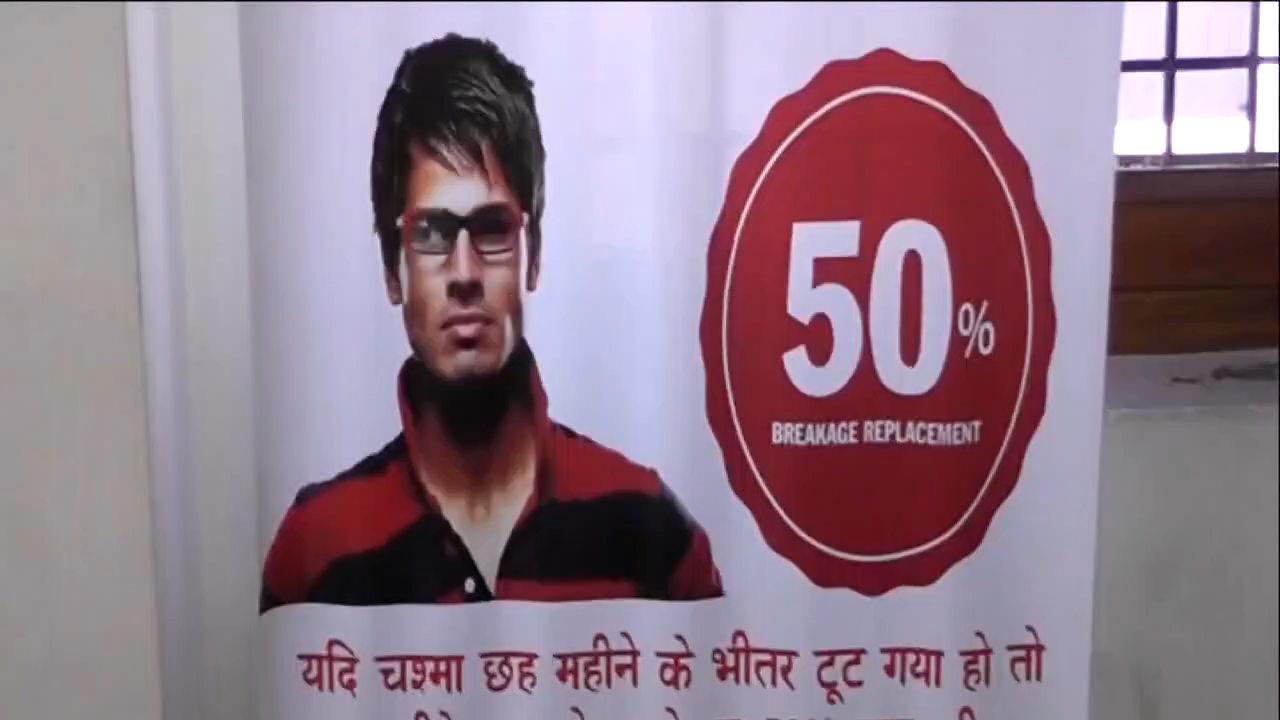 50%
BREAKAGE REPLACEMENT
यदि चश्मा छह महीने के भीतर टूट गया हो तो